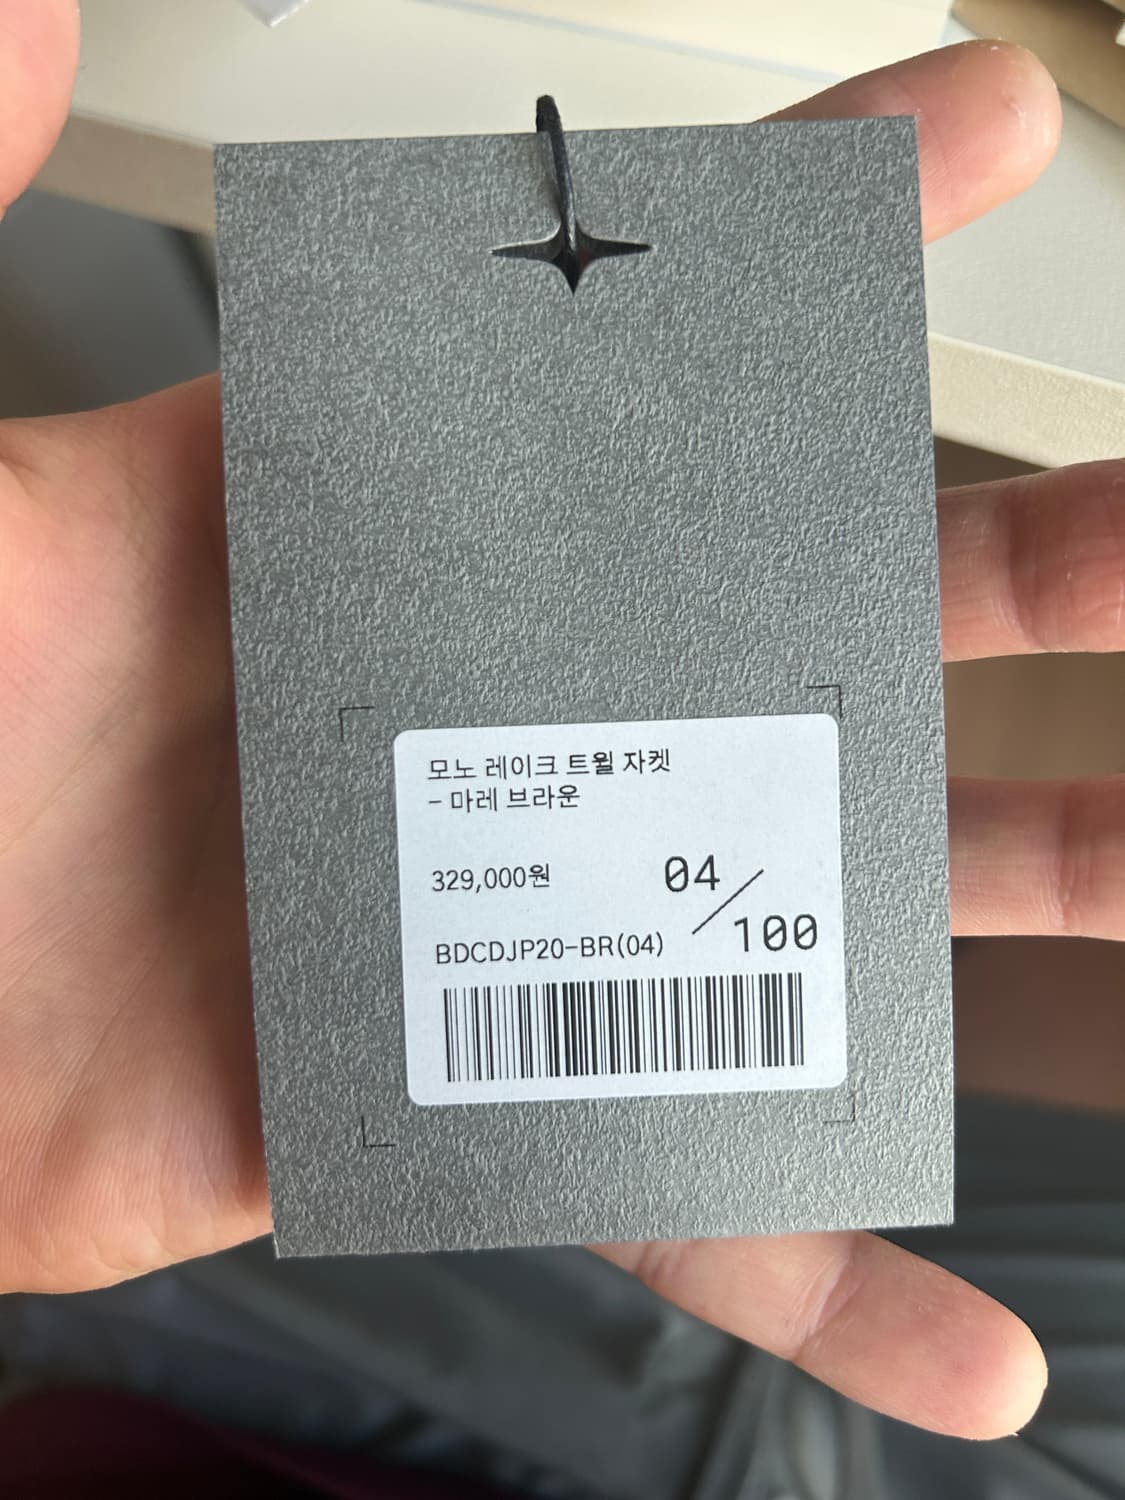 모노 레이크 트윌 자켓
- 마레 브라운
329,000원
04/100
BDCDJP20-BR(04)